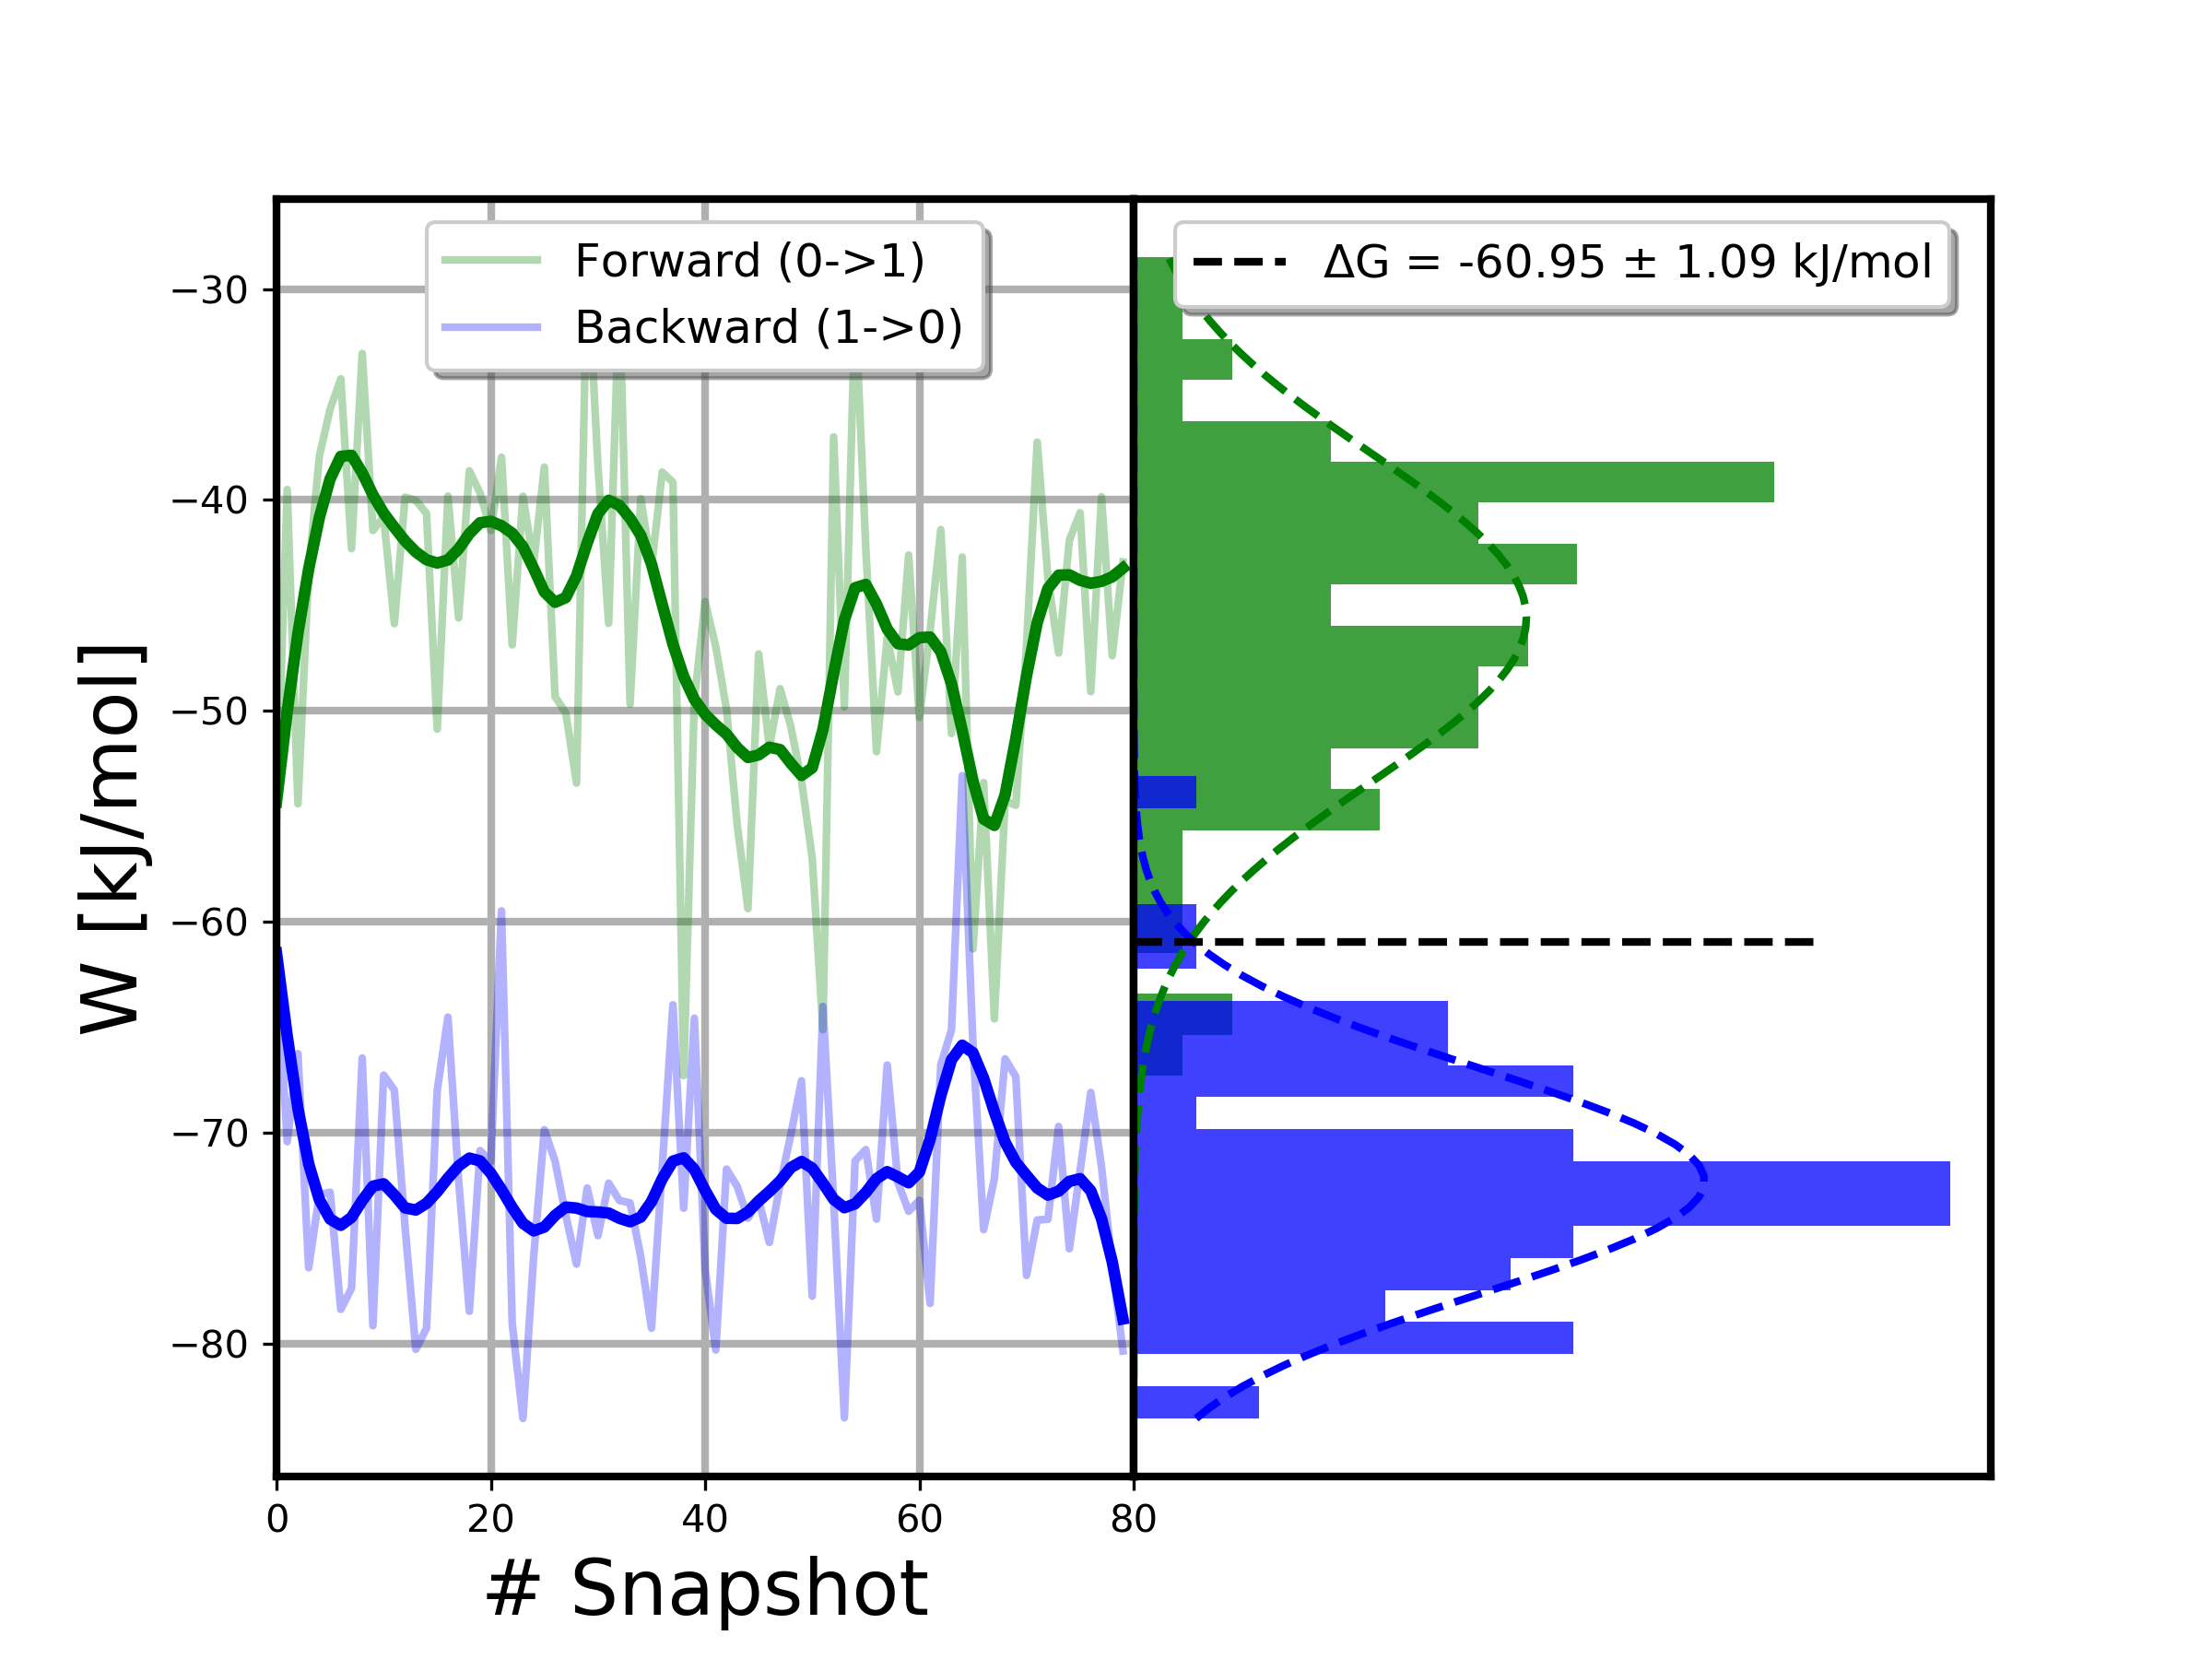 Forward (0->1)
Backward (1->0)
ΔG = -60.95 ± 1.09 kJ/mol
W [kJ/mol]
−30
−40
−50
−60
−70
−80
0 20 40 60 80
# Snapshot